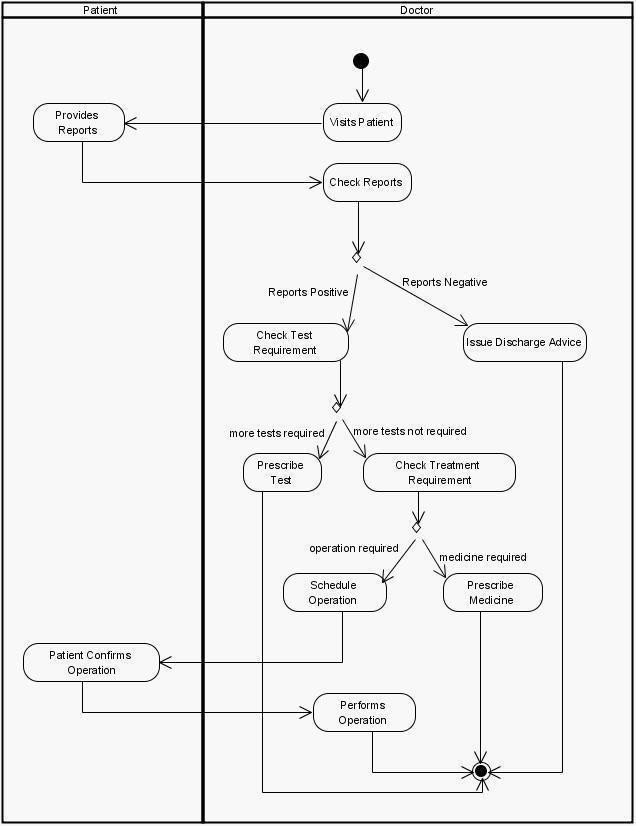 Patient
Doctor
Visits Patient
Provides
Reports
Check Reports
Reports Positive
Reports Negative
Check Test
Requirement
Issue Discharge Advice
more tests required
more tests not required
Prescribe
Test
Check Treatment
Requirement
operation required
medicine required
Schedule
Operation
Prescribe
Medicine
Patient Confirms
Operation
Performs
Operation